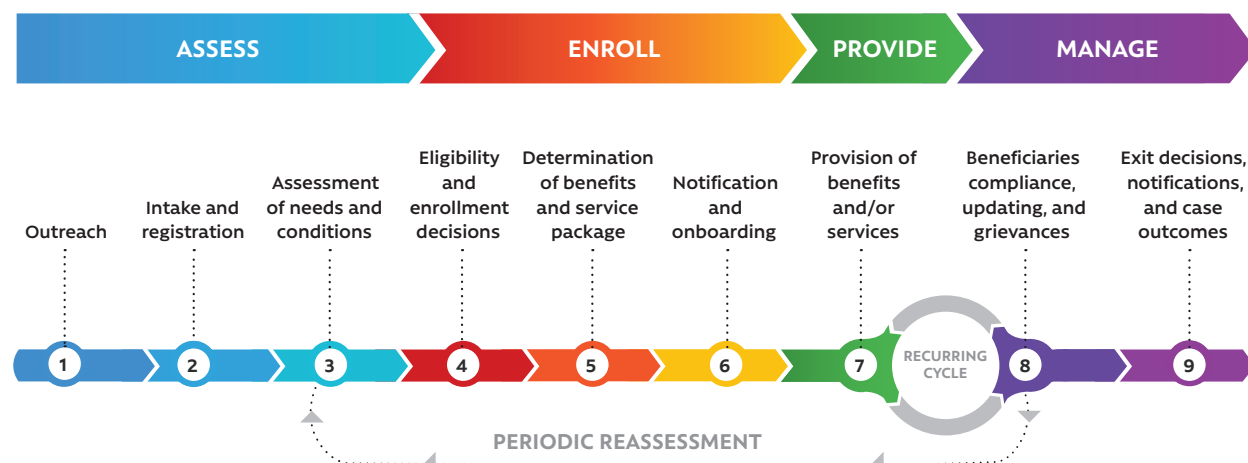 ASSESS
ENROLL
PROVIDE
MANAGE
Outreach
Intake and
registration
Assessment
of needs and
conditions
Eligibility
and
enrollment
decisions
Determination
of benefits
and service
package
Notification
and
onboarding
Provision of
benefits
and/or
services
Beneficiaries
compliance,
updating, and
grievances
Exit decisions,
notifications,
and case
outcomes
1
2
3
4
5
6
7
RECURRING
CYCLE
8
9
PERIODIC REASSESSMENT